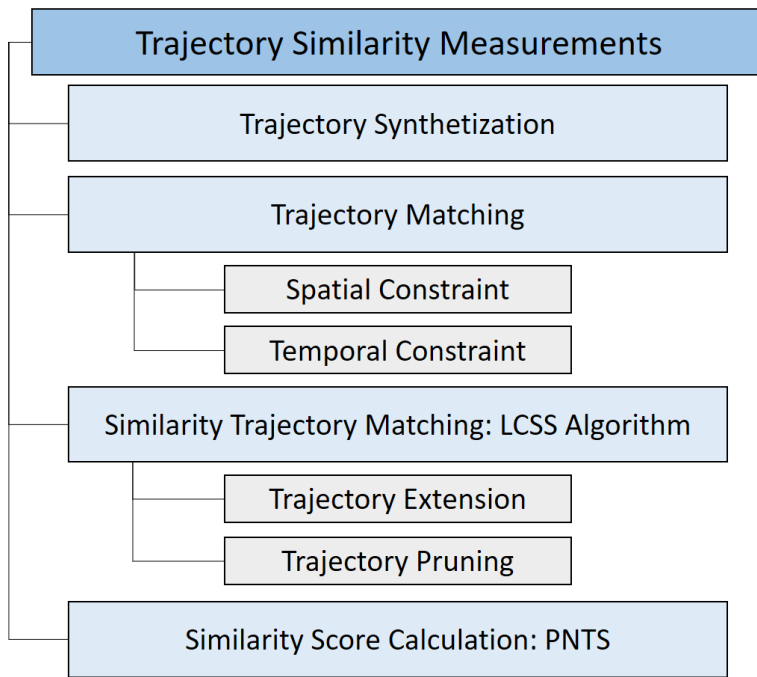 Trajectory Similarity Measurements
Trajectory Synthetization
Trajectory Matching
Spatial Constraint
Temporal Constraint
Similarity Trajectory Matching: LCSS Algorithm
Trajectory Extension
Trajectory Pruning
Similarity Score Calculation: PNTS